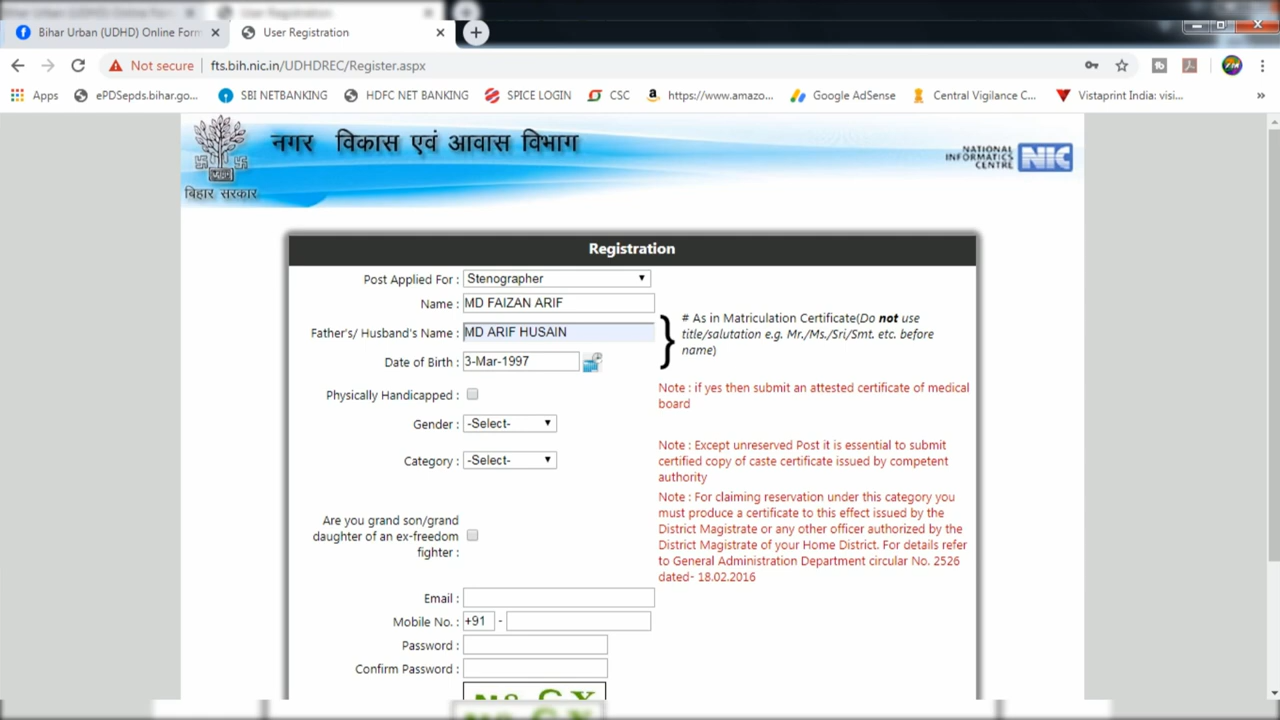 Bihar Urban (UDHD) Online Form
User Registration
Not secure
fts.bih.nic.in/UDHDREC/Register.aspx
Apps
ePDSepds.bihar.go...
SBI NETBANKING
HDFC NET BANKING
SPICE LOGIN
CSC
https://www.amazo...
Google AdSense
Central Vigilance C...
Vistaprint India: visi...
»
नगर विकास एवं आवास विभाग
बिहार सरकार
NATIONAL
INFORMATICS
CENTRE
NIC
Registration
Post Applied For :
Stenographer
Name :
MD FAIZAN ARIF
# As in Matriculation Certificate(Do not use
title/salutation e.g. Mr./Ms./Sri/Smt. etc. before
name)
Father's/ Husband's Name :
MD ARIF HUSAIN
Date of Birth :
3-Mar-1997
Physically Handicapped :
Note : if yes then submit an attested certificate of medical
board
Gender :
-Select-
Category :
-Select-
Note : Except unreserved Post it is essential to submit
certified copy of caste certificate issued by competent
authority
Are you grand son/grand
daughter of an ex-freedom
fighter :
Note : For claiming reservation under this category you
must produce a certificate to this effect issued by the
District Magistrate or any other officer authorized by the
District Magistrate of your Home District. For details refer
to General Administration Department circular No. 2526
dated- 18.02.2016
Email :
Mobile No. :
+91 -
Password :
Confirm Password :